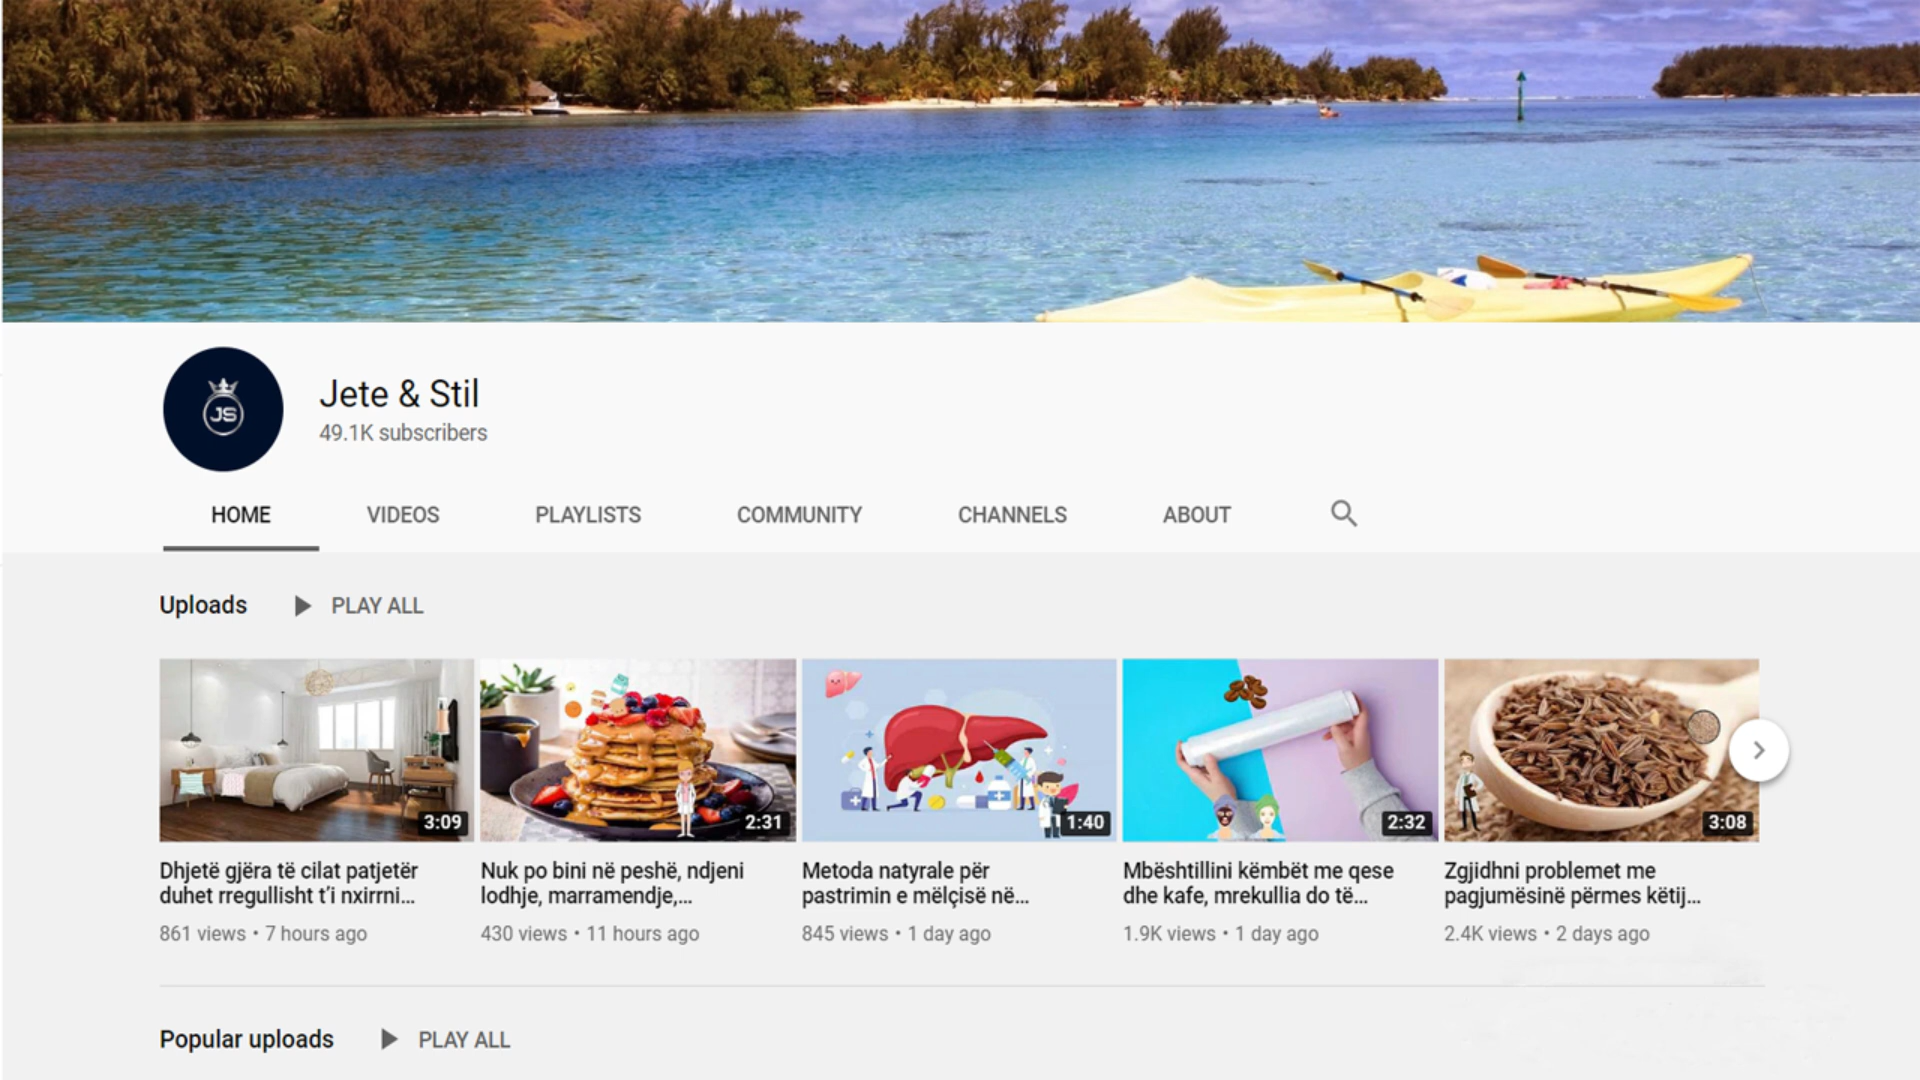 JS
Jete & Stil
49.1K subscribers
HOME VIDEOS PLAYLISTS COMMUNITY CHANNELS ABOUT
Uploads PLAY ALL
3:09 2:31 1:40 2:32 3:08
Dhjetë gjëra të cilat patjetër
duhet rregullisht t'i nxirrni...
861 views • 7 hours ago
Nuk po bini në peshë, ndjeni
lodhje, marramendje,...
430 views • 11 hours ago
Metoda natyrale për
pastrimin e mëlçisë në...
845 views • 1 day ago
Mbështillini këmbët me qese
dhe kafe, mrekullia do të...
1.9K views • 1 day ago
Zgjidhni problemet me
pagjumësinë përmes këtij...
2.4K views • 2 days ago
Popular uploads PLAY ALL